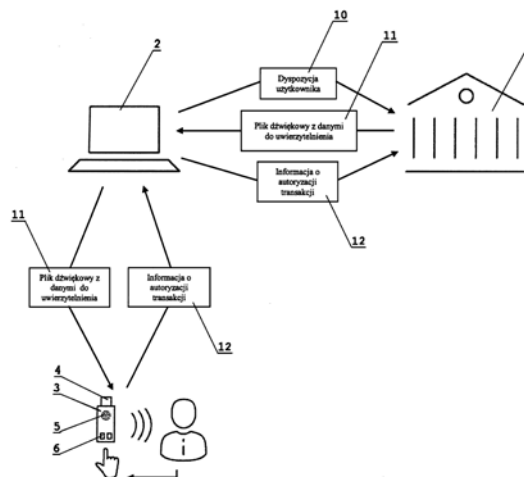 2
10
11
Dyspozycja
użytkownika
Plik dźwiękowy z danymi
do uwierzytelnienia
Informacja o
autoryzacji
transakcji
12
11
Plik dźwiękowy z
danymi do
uwierzytelnienia
Informacja o
autoryzacji
transakcji
12
4
3
5
6